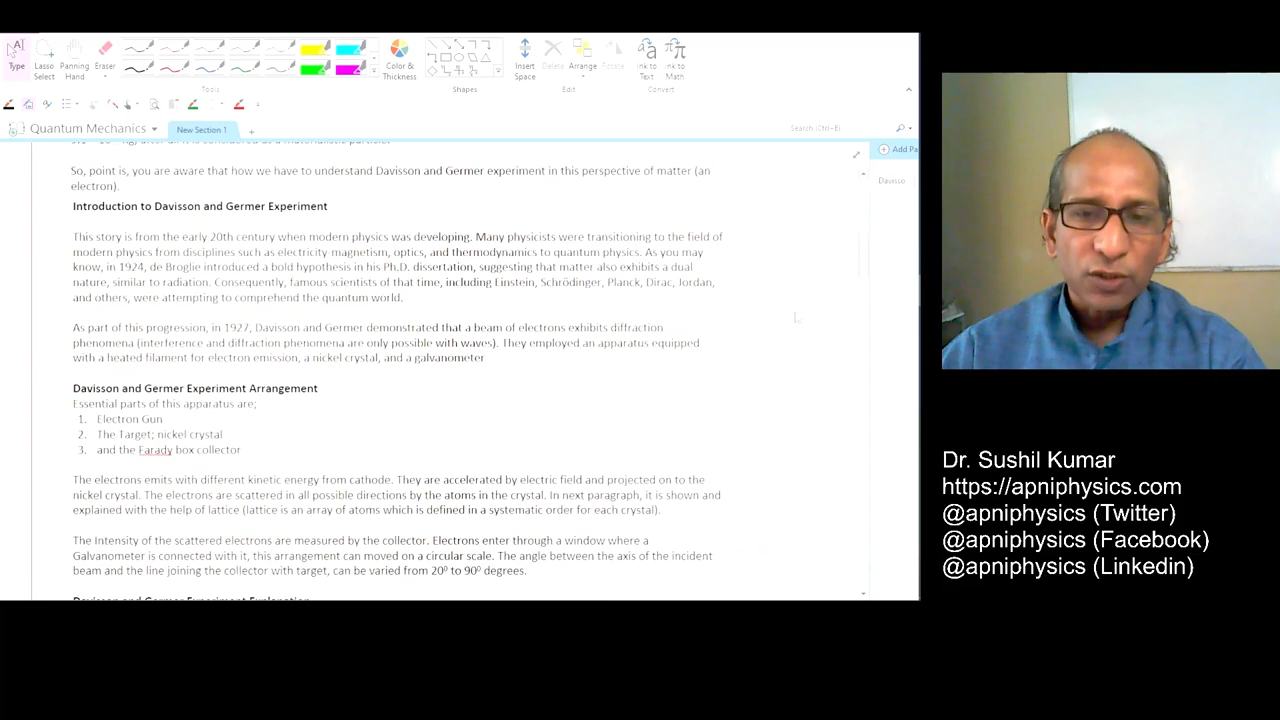 Type
Lasso
Select
Panning
Hand
Eraser
Color &
Thickness
Insert
Space
Delete
Arrange
Rotate
Ink to
Text
Ink to
Math
Tools
Shapes
Edit
Convert
Quantum Mechanics
New Section 1
Search (Ctrl+E)
Add Pa
Davisso
So, point is, you are aware that how we have to understand Davisson and Germer experiment in this perspective of matter (an
electron).
Introduction to Davisson and Germer Experiment
This story is from the early 20th century when modern physics was developing. Many physicists were transitioning to the field of
modern physics from disciplines such as electricity magnetism, optics, and thermodynamics to quantum physics. As you may
know, in 1924, de Broglie introduced a bold hypothesis in his Ph.D. dissertation, suggesting that matter also exhibits a dual
nature, similar to radiation. Consequently, famous scientists of that time, including Einstein, Schrödinger, Planck, Dirac, Jordan,
and others, were attempting to comprehend the quantum world.
As part of this progression, in 1927, Davisson and Germer demonstrated that a beam of electrons exhibits diffraction
phenomena (interference and diffraction phenomena are only possible with waves). They employed an apparatus equipped
with a heated filament for electron emission, a nickel crystal, and a galvanometer
Davisson and Germer Experiment Arrangement
Essential parts of this apparatus are;
1. Electron Gun
2. The Target; nickel crystal
3. and the Farady box collector
The electrons emits with different kinetic energy from cathode. They are accelerated by electric field and projected on to the
nickel crystal. The electrons are scattered in all possible directions by the atoms in the crystal. In next paragraph, it is shown and
explained with the help of lattice (lattice is an array of atoms which is defined in a systematic order for each crystal).
The Intensity of the scattered electrons are measured by the collector. Electrons enter through a window where a
Galvanometer is connected with it, this arrangement can moved on a circular scale. The angle between the axis of the incident
beam and the line joining the collector with target, can be varied from 20⁰ to 90⁰ degrees.
Davisson and Germer Experiment Explanation
Dr. Sushil Kumar
https://apniphysics.com
@apniphysics (Twitter)
@apniphysics (Facebook)
@apniphysics (Linkedin)